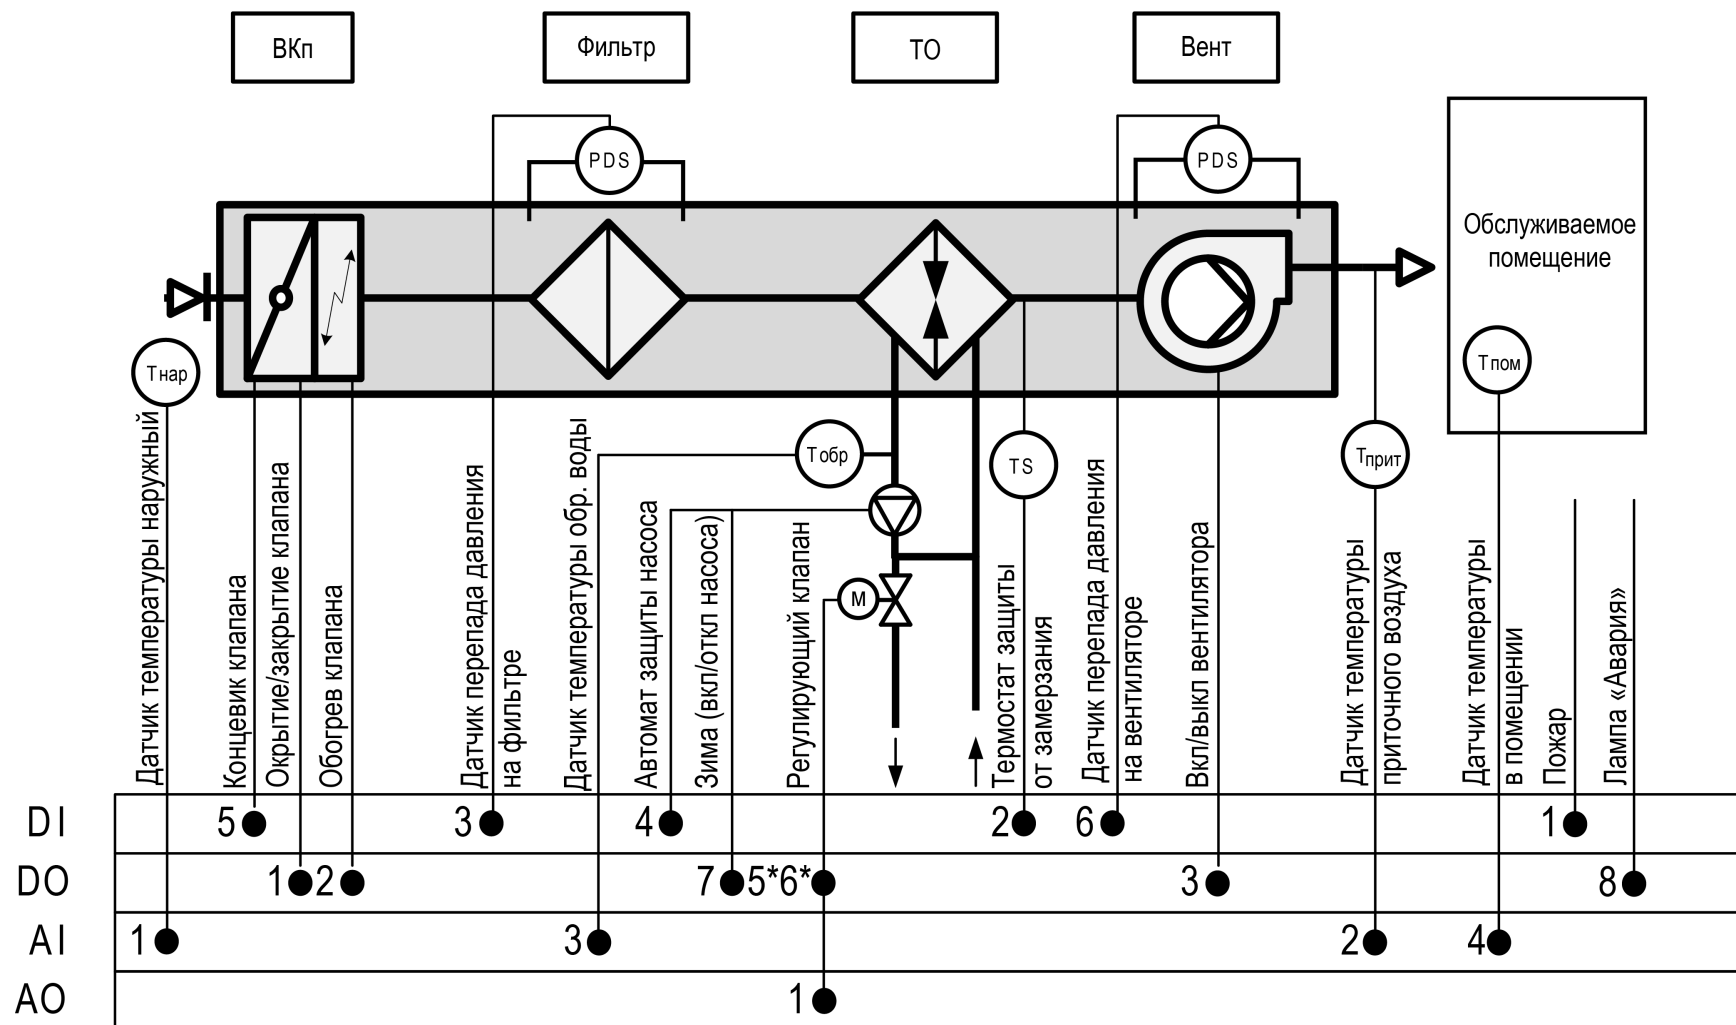 ВКп
Фильтр
ТО
Вент
PDS
PDS
Обслуживаемое
помещение
Тнар
Тпом
Тобр
TS
Тприт
М
Датчик температуры наружный
Концевик клапана
Окрытие/закрытие клапана
Обогрев клапана
Датчик перепада давления
на фильтре
Датчик температуры обр. воды
Автомат защиты насоса
Зима (вкл/откл насоса)
Регулирующий клапан
Термостат защиты
от замерзания
Датчик перепада давления
на вентиляторе
Вкл/выкл вентилятора
Датчик температуры
приточного воздуха
Датчик температуры
в помещении
Пожар
Лампа «Авария»
DI 5 3 4 2 6 1
DO 1 2 7 5*6* 3 8
AI 1 3 2 4
AO 1